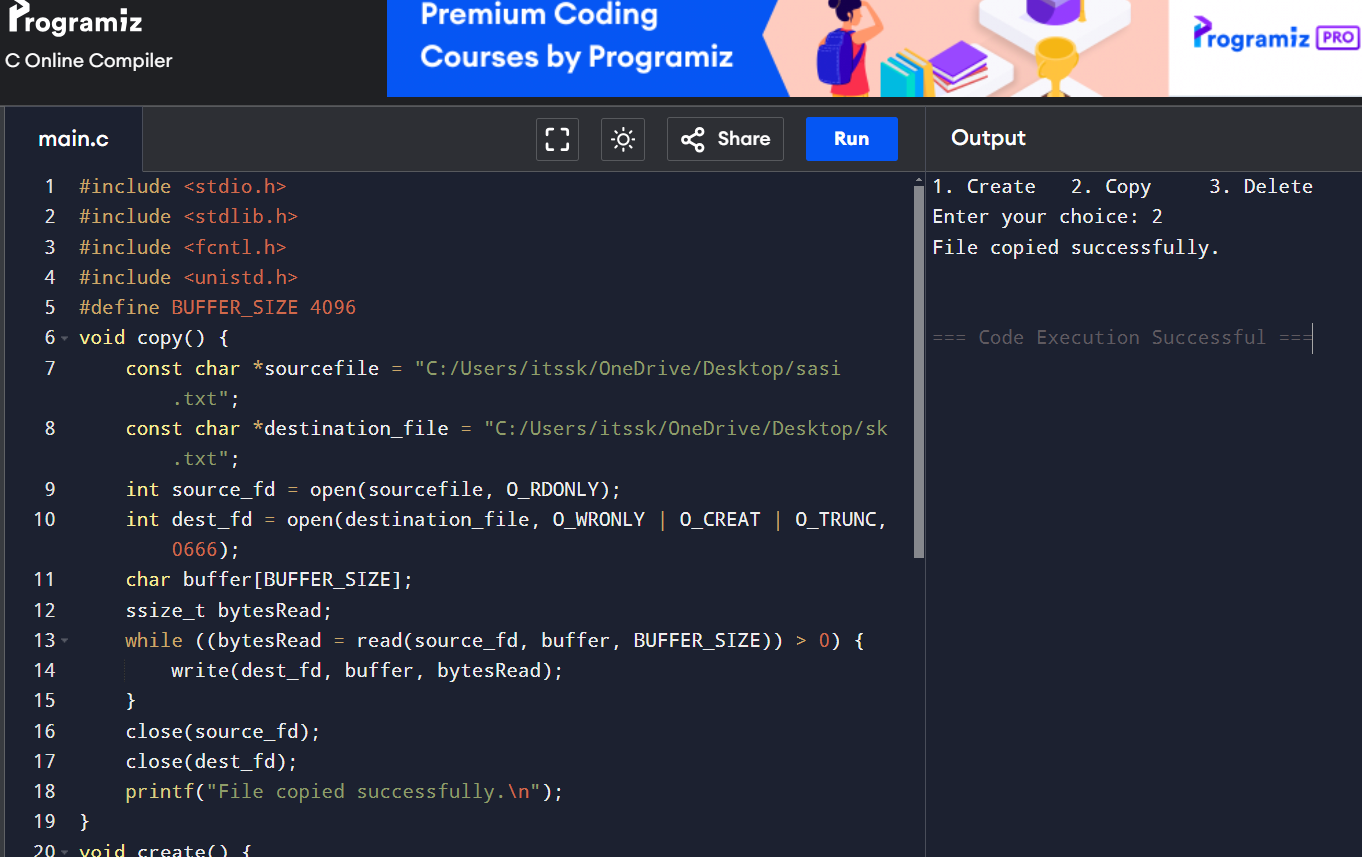 Programiz
C Online Compiler
Premium Coding
Courses by Programiz
Programiz PRO
main.c
Share
Run
Output
1 #include <stdio.h>
2 #include <stdlib.h>
3 #include <fcntl.h>
4 #include <unistd.h>
5 #define BUFFER_SIZE 4096
6 void copy() {
7     const char *sourcefile = "C:/Users/itssk/OneDrive/Desktop/sasi
        .txt";
8     const char *destination_file = "C:/Users/itssk/OneDrive/Desktop/sk
        .txt";
9     int source_fd = open(sourcefile, O_RDONLY);
10     int dest_fd = open(destination_file, O_WRONLY | O_CREAT | O_TRUNC,
        0666);
11     char buffer[BUFFER_SIZE];
12     ssize_t bytesRead;
13     while ((bytesRead = read(source_fd, buffer, BUFFER_SIZE)) > 0) {
14         write(dest_fd, buffer, bytesRead);
15     }
16     close(source_fd);
17     close(dest_fd);
18     printf("File copied successfully.\n");
19 }
20 void create() {
1. Create   2. Copy     3. Delete
Enter your choice: 2
File copied successfully.
=== Code Execution Successful ===